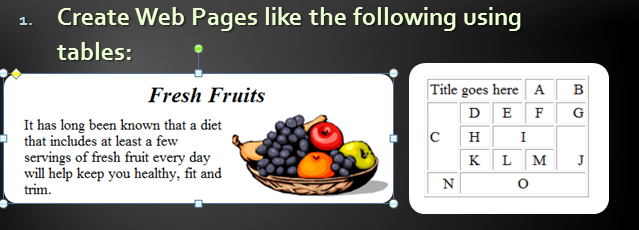 1. Create Web Pages like the following using
tables:
Fresh Fruits
It has long been known that a diet
that includes at least a few
servings of fresh fruit every day
will help keep you healthy, fit and
trim.
Title goes here A B
D E F G
C H I
K L M J
N O